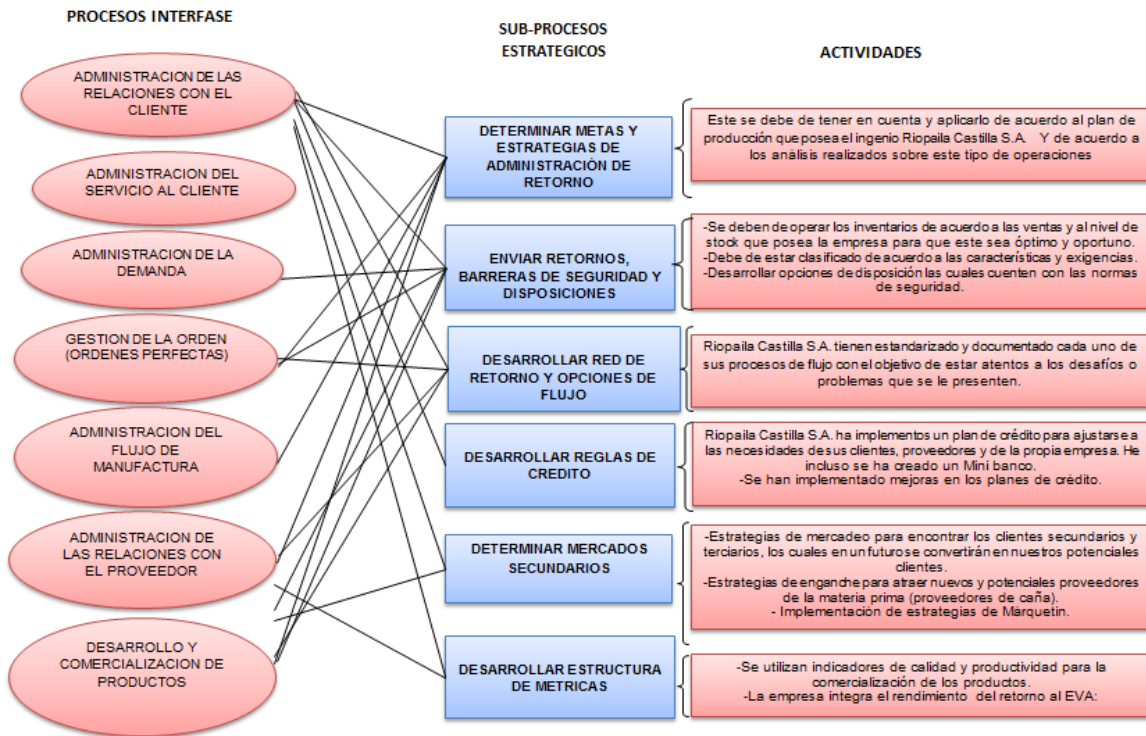 PROCESOS INTERFASE
ADMINISTRACION DE LAS
RELACIONES CON EL
CLIENTE
ADMINISTRACION DEL
SERVICIO AL CLIENTE
ADMINISTRACION DE
LA DEMANDA
GESTION DE LA ORDEN
(ORDENES PERFECTAS)
ADMINISTRACION DEL
FLUJO DE
MANUFACTURA
ADMINISTRACION DE
LAS RELACIONES CON
EL PROVEEDOR
DESARROLLO Y
COMERCIALIZACION DE
PRODUCTOS
SUB-PROCESOS
ESTRATEGICOS
DETERMINAR METAS Y
ESTRATEGIAS DE
ADMINISTRACIÓN DE
RETORNO
ENVIAR RETORNOS,
BARRERAS DE SEGURIDAD Y
DISPOSICIONES
DESARROLLAR RED DE
RETORNO Y OPCIONES DE
FLUJO
DESARROLLAR REGLAS DE
CREDITO
DETERMINAR MERCADOS
SECUNDARIOS
DESARROLLAR ESTRUCTURA
DE METRICAS
ACTIVIDADES
Este se debe de tener en cuenta y aplicarlo de acuerdo al plan de
producción que posea el ingenio Riopaila Castilla S.A. Y de acuerdo a
los análisis realizados sobre este tipo de operaciones
-Se deben de operar los inventarios de acuerdo a las ventas y al nivel de
stock que posea la empresa para que este sea óptimo y oportuno.
-Debe de estar clasificado de acuerdo a las características y exigencias.
-Desarrollar opciones de disposición las cuales cuenten con las normas
de seguridad.
Riopaila Castilla S.A. tienen estandarizado y documentado cada uno de
sus procesos de flujo con el objetivo de estar atentos a los desafíos o
problemas que se le presenten.
Riopaila Castilla S.A. ha implementos un plan de crédito para ajustarse a
las necesidades de sus clientes, proveedores y de la propia empresa. He
incluso se ha creado un Mini banco.
-Se han implementado mejoras en los planes de crédito.
-Estrategias de mercadeo para encontrar los clientes secundarios y
terciarios, los cuales en un futuro se convertirán en nuestros potenciales
clientes.
-Estrategias de enganche para atraer nuevos y potenciales proveedores
de la materia prima (proveedores de caña).
- Implementación de estrategias de Márquetin.
-Se utilizan indicadores de calidad y productividad para la
comercialización de los productos.
-La empresa integra el rendimiento del retorno al EVA: